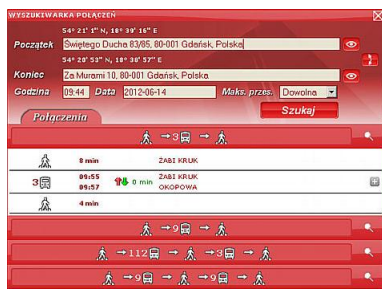 WYSZUKIWARKA POŁĄCZEŃ
54° 21' 1'' N, 18° 39' 16'' E
Początek Świętego Ducha 83/85, 80-001 Gdańsk, Polska
54° 20' 53'' N, 18° 38' 57'' E
Koniec Za Murami 10, 80-001 Gdańsk, Polska
Godzina 09:44 Data 2012-06-14 Maks. przes. Dowolna
Szukaj
Połączenia
→ 3 →
8 min ŻABI KRUK
3 09:55 0 min ŻABI KRUK
09:57 OKOPOWA
4 min
→ 9 →
→ 112 → → 3 →
→ 9 → → 9 →